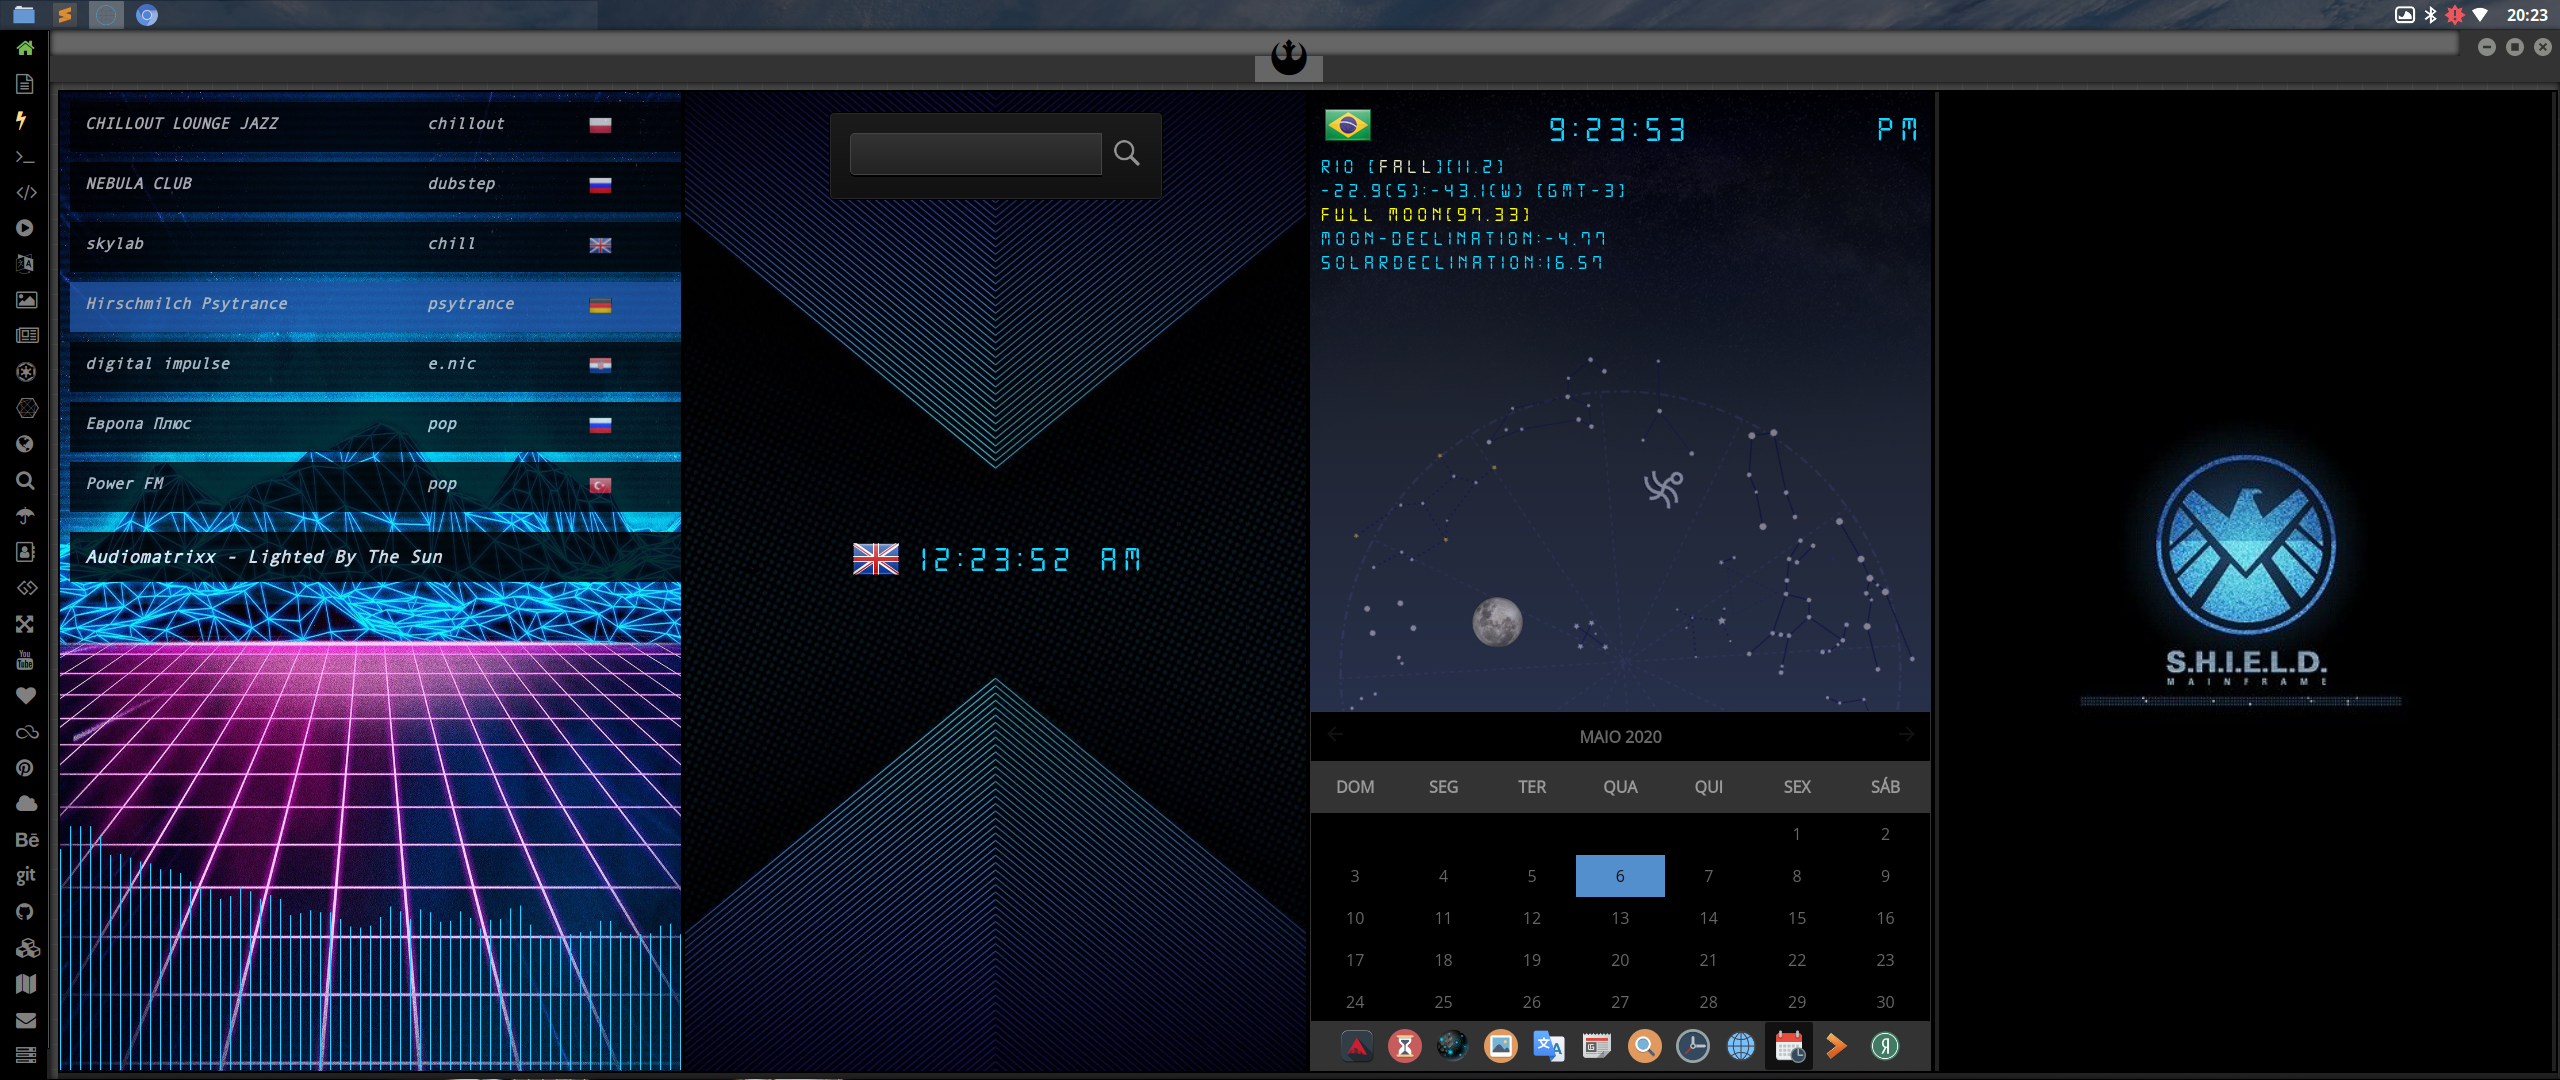 20:23
CHILLOUT LOUNGE JAZZ chillout
NEBULA CLUB dubstep
skylab chill
Hirschmilch Psytrance psytrance
digital impulse e.nic
Европа Плюс pop
Power FM pop
Audiomatrixx - Lighted By The Sun
You
Tube
Bē
git
12:23:52 AM
9:23:53 PM
RIO [FALL][11.2]
-22.9(S):-43.1(W) [GMT-3]
FULL MOON[97.33]
MOON-DECLINATION:-4.77
SOLARDECLINATION:16.57
MAIO 2020
DOM SEG TER QUA QUI SEX SÁB
1 2
3 4 5 6 7 8 9
10 11 12 13 14 15 16
17 18 19 20 21 22 23
24 25 26 27 28 29 30
S.H.I.E.L.D.
MAINFRAME